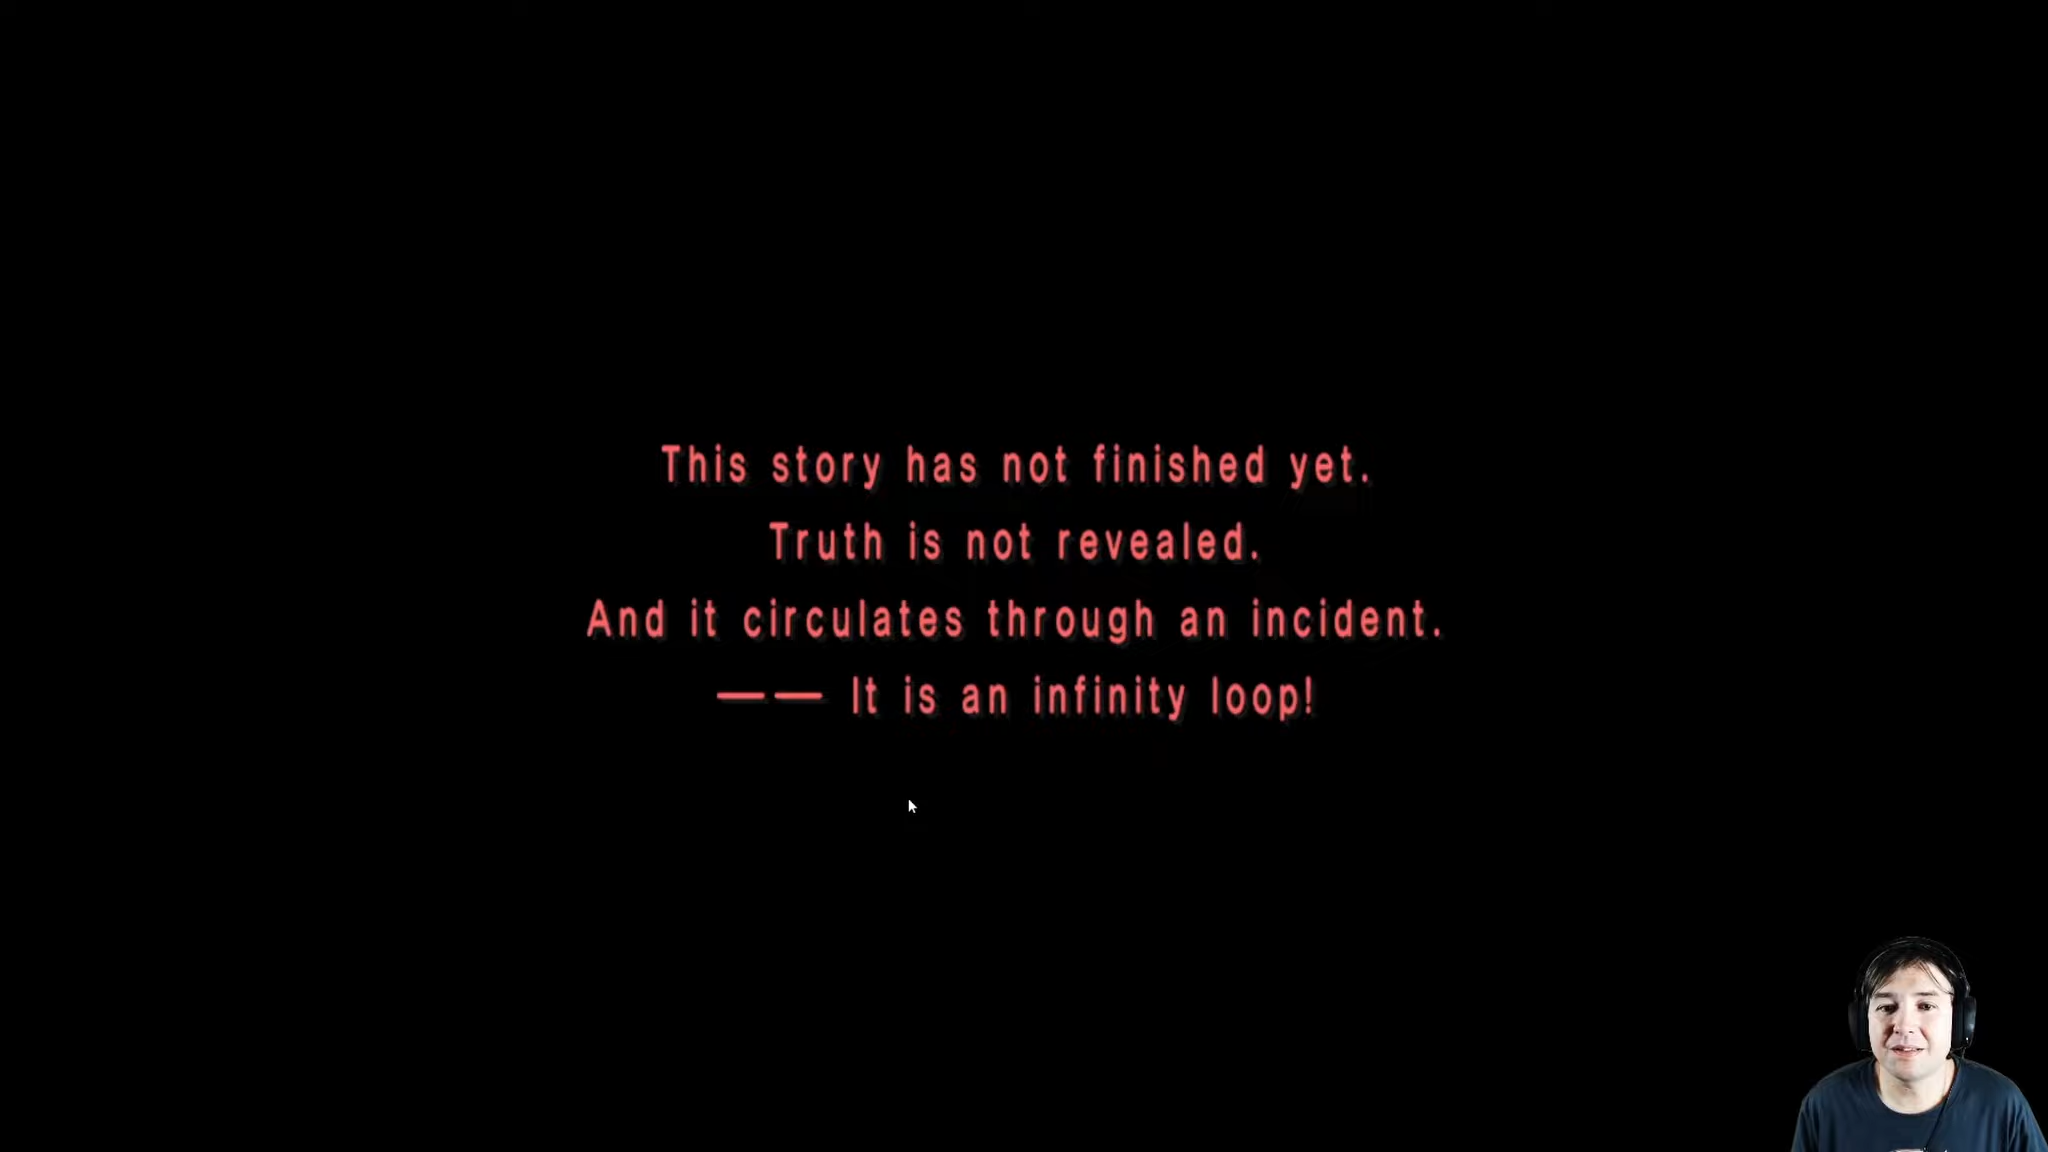 This story has not finished yet.
Truth is not revealed.
And it circulates through an incident.
—— It is an infinity loop!